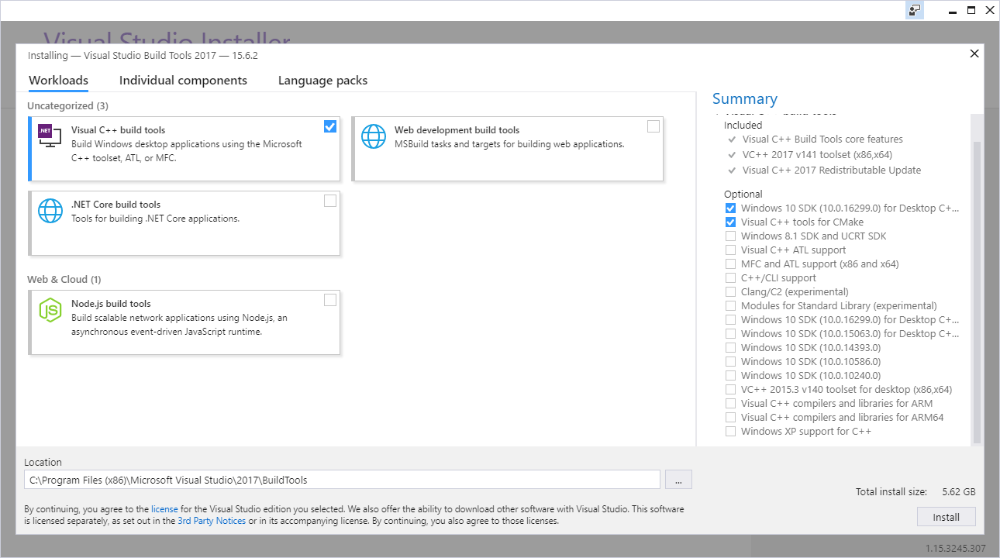 Visual Studio Installer
Installing — Visual Studio Build Tools 2017 — 15.6.2
Workloads
Individual components
Language packs
Uncategorized (3)
.NET
Visual C++ build tools
Build Windows desktop applications using the Microsoft
C++ toolset, ATL, or MFC.
Web development build tools
MSBuild tasks and targets for building web applications.
.NET Core build tools
Tools for building .NET Core applications.
Web & Cloud (1)
JS
Node.js build tools
Build scalable network applications using Node.js, an
asynchronous event-driven JavaScript runtime.
Summary
Visual C++ build tools
Included
Visual C++ Build Tools core features
VC++ 2017 v141 toolset (x86,x64)
Visual C++ 2017 Redistributable Update
Optional
Windows 10 SDK (10.0.16299.0) for Desktop C+...
Visual C++ tools for CMake
Windows 8.1 SDK and UCRT SDK
Visual C++ ATL support
MFC and ATL support (x86 and x64)
C++/CLI support
Clang/C2 (experimental)
Modules for Standard Library (experimental)
Windows 10 SDK (10.0.16299.0) for Desktop C+...
Windows 10 SDK (10.0.15063.0) for Desktop C+...
Windows 10 SDK (10.0.14393.0)
Windows 10 SDK (10.0.10586.0)
Windows 10 SDK (10.0.10240.0)
VC++ 2015.3 v140 toolset for desktop (x86,x64)
Visual C++ compilers and libraries for ARM
Visual C++ compilers and libraries for ARM64
Windows XP support for C++
Location
C:\Program Files (x86)\Microsoft Visual Studio\2017\BuildTools
...
By continuing, you agree to the license for the Visual Studio edition you selected. We also offer the ability to download other software with Visual Studio. This software
is licensed separately, as set out in the 3rd Party Notices or in its accompanying license. By continuing, you also agree to those licenses.
Total install size: 5.62 GB
Install
1.15.3245.307